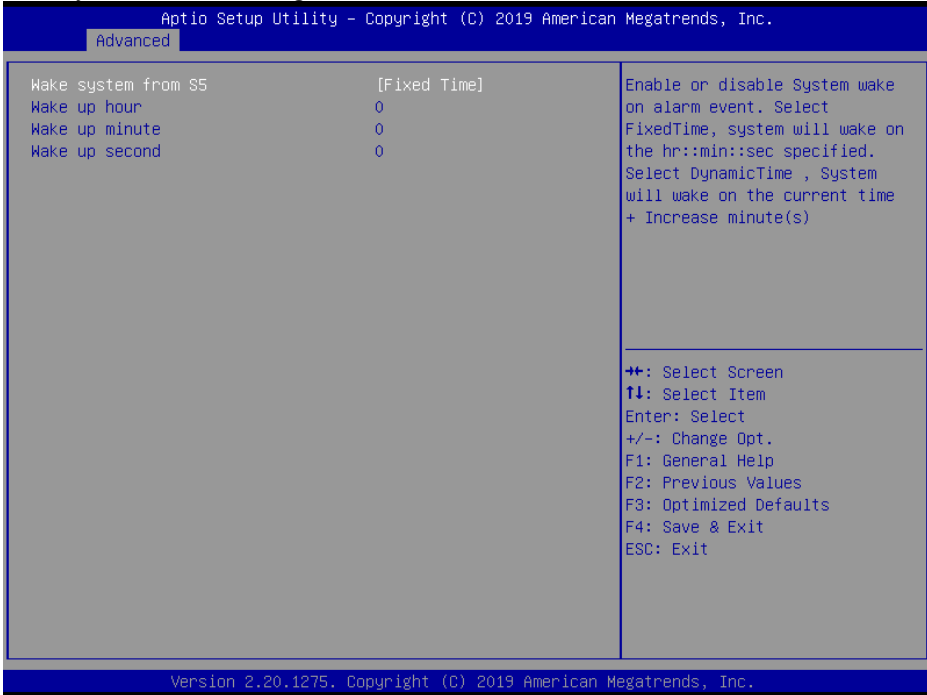 Aptio Setup Utility – Copyright (C) 2019 American Megatrends, Inc.
Advanced
Wake system from S5 [Fixed Time]
Wake up hour 0
Wake up minute 0
Wake up second 0
Enable or disable System wake
on alarm event. Select
FixedTime, system will wake on
the hr::min::sec specified.
Select DynamicTime , System
will wake on the current time
+ Increase minute(s)
→←: Select Screen
↑↓: Select Item
Enter: Select
+/-: Change Opt.
F1: General Help
F2: Previous Values
F3: Optimized Defaults
F4: Save & Exit
ESC: Exit
Version 2.20.1275. Copyright (C) 2019 American Megatrends, Inc.